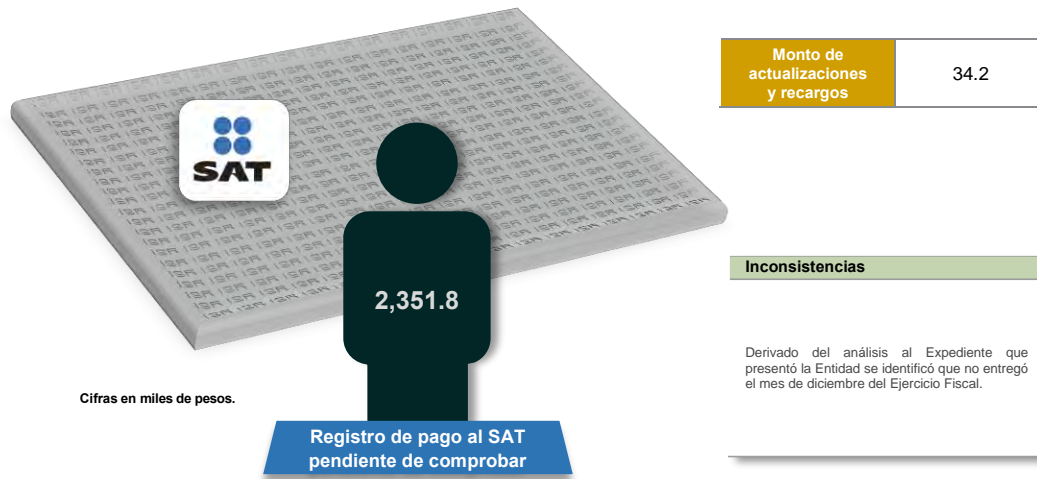 SAT
2,351.8
Cifras en miles de pesos.
Registro de pago al SAT
pendiente de comprobar
Monto de
actualizaciones
y recargos
34.2
Inconsistencias
Derivado del análisis al Expediente que
presentó la Entidad se identificó que no entregó
el mes de diciembre del Ejercicio Fiscal.